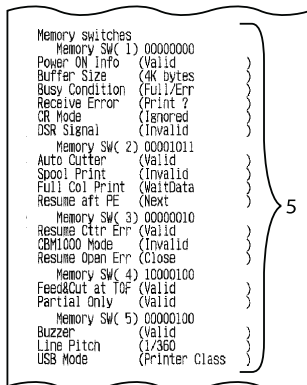 Memory switches
Memory SW( 1) 00000000
Power ON Info (Valid )
Buffer Size (4K bytes )
Busy Condition (Full/Err )
Receive Error (Print ? )
CR Mode (Ignored )
DSR Signal (Invalid )
Memory SW( 2) 00001011
Auto Cutter (Valid )
Spool Print (Invalid )
Full Col Print (WaitData )
Resume aft PE (Next )
Memory SW( 3) 00000010
Resume Cttr Err (Valid )
CBM1000 Mode (Invalid )
Resume Open Err (Close )
Memory SW( 4) 10000100
Feed&Cut at TOF (Valid )
Partial Only (Valid )
Memory SW( 5) 00000100
Buzzer (Valid )
Line Pitch (1/360 )
USB Mode (Printer Class )
5